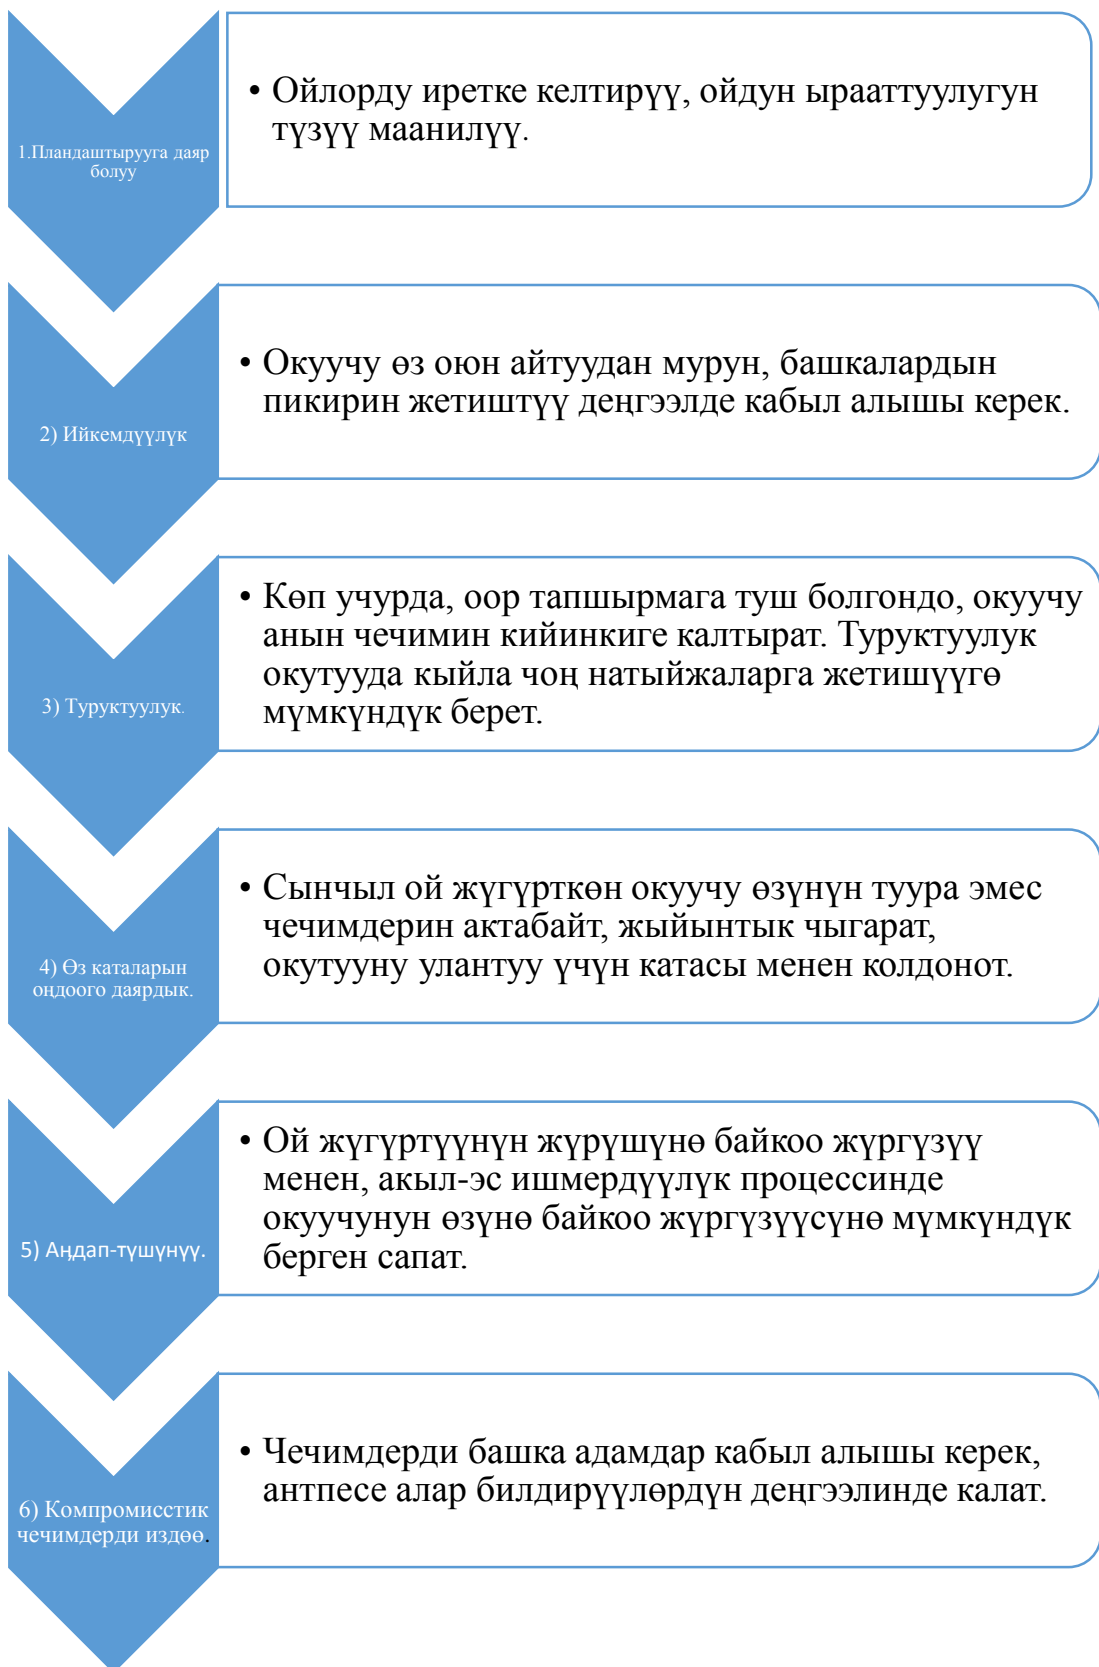 1.Пландаштырууга даяр
болуу
• Ойлорду иретке келтирүү, ойдун ырааттуулугун
түзүү маанилүү.
2) Ийкемдүүлүк
• Окуучу өз оюн айтуудан мурун, башкалардын
пикирин жетиштүү деңгээлде кабыл алышы керек.
3) Туруктуулук.
• Көп учурда, оор тапшырмага туш болгондо, окуучу
анын чечимин кийинкиге калтырат. Туруктуулук
окутууда кыйла чоң натыйжаларга жетишүүгө
мүмкүндүк берет.
4) Өз каталарын
оңдоого даярдык.
• Сынчыл ой жүгүрткөн окуучу өзүнүн туура эмес
чечимдерин актабайт, жыйынтык чыгарат,
окутууну улантуу үчүн катасы менен колдонот.
5) Аңдап-түшүнүү.
• Ой жүгүртүүнүн жүрүшүнө байкоо жүргүзүү
менен, акыл-эс ишмердүүлүк процессинде
окуучунун өзүнө байкоо жүргүзүүсүнө мүмкүндүк
берген сапат.
6) Компромисстик
чечимдерди издөө.
• Чечимдерди башка адамдар кабыл алышы керек,
антпесе алар билдирүүлөрдүн деңгээлинде калат.